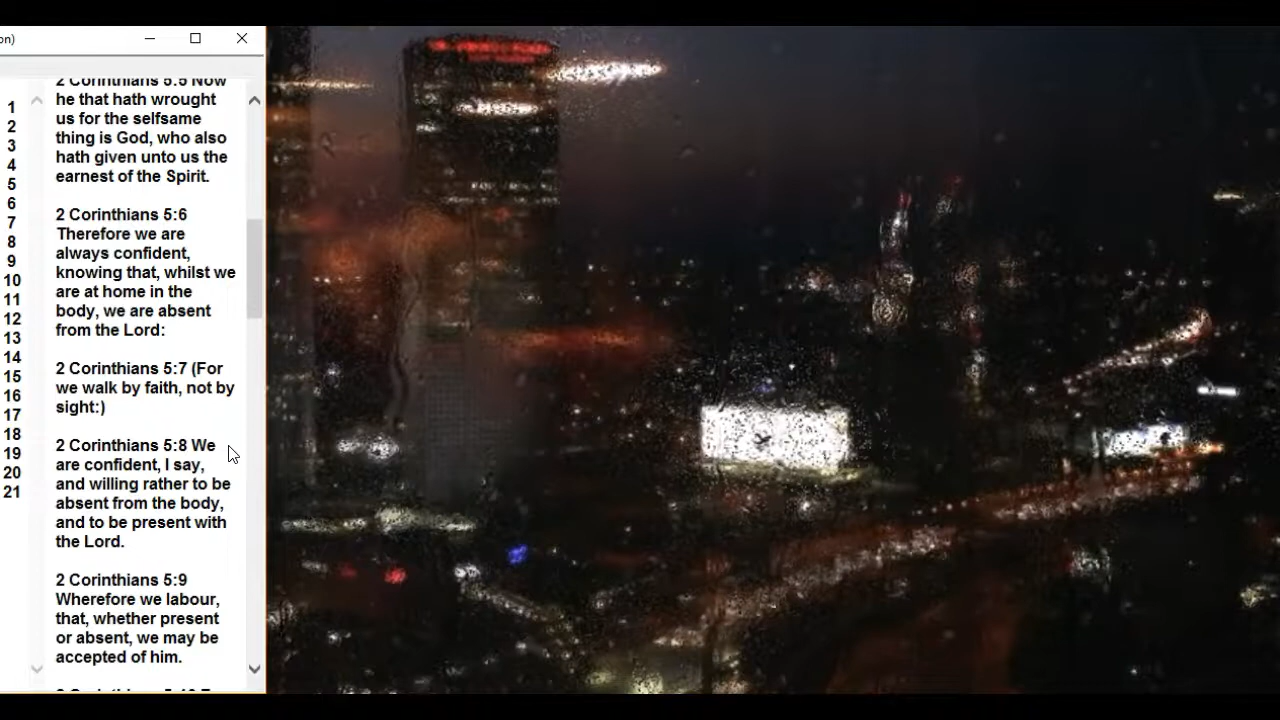 on)
2 Corinthians 5:5 Now
he that hath wrought
us for the selfsame
thing is God, who also
hath given unto us the
earnest of the Spirit.
2 Corinthians 5:6
Therefore we are
always confident,
knowing that, whilst we
are at home in the
body, we are absent
from the Lord:
2 Corinthians 5:7 (For
we walk by faith, not by
sight:)
2 Corinthians 5:8 We
are confident, I say,
and willing rather to be
absent from the body,
and to be present with
the Lord.
2 Corinthians 5:9
Wherefore we labour,
that, whether present
or absent, we may be
accepted of him.
1
2
3
4
5
6
7
8
9
10
11
12
13
14
15
16
17
18
19
20
21